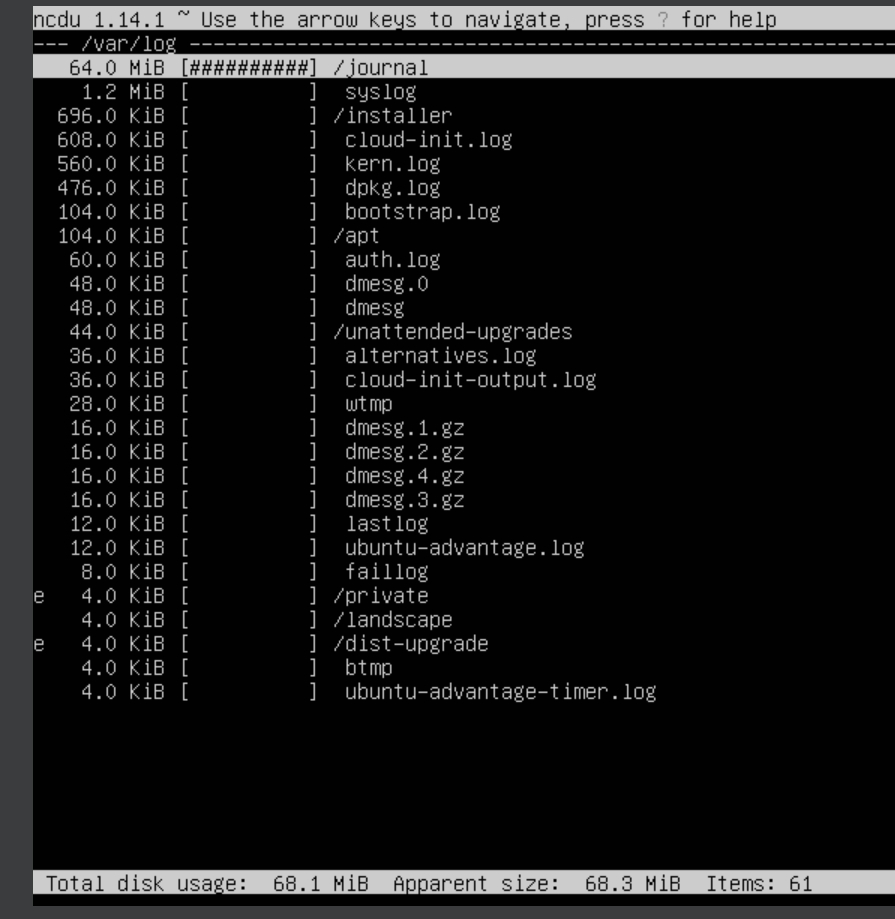 ncdu 1.14.1 ~ Use the arrow keys to navigate, press ? for help
--- /var/log ------------------------------------------------------------
   64.0 MiB [##########] /journal
    1.2 MiB [          ]  syslog
  696.0 KiB [          ] /installer
  608.0 KiB [          ]  cloud-init.log
  560.0 KiB [          ]  kern.log
  476.0 KiB [          ]  dpkg.log
  104.0 KiB [          ]  bootstrap.log
  104.0 KiB [          ] /apt
   60.0 KiB [          ]  auth.log
   48.0 KiB [          ]  dmesg.0
   48.0 KiB [          ]  dmesg
   44.0 KiB [          ] /unattended-upgrades
   36.0 KiB [          ]  alternatives.log
   36.0 KiB [          ]  cloud-init-output.log
   28.0 KiB [          ]  wtmp
   16.0 KiB [          ]  dmesg.1.gz
   16.0 KiB [          ]  dmesg.2.gz
   16.0 KiB [          ]  dmesg.4.gz
   16.0 KiB [          ]  dmesg.3.gz
   12.0 KiB [          ]  lastlog
   12.0 KiB [          ]  ubuntu-advantage.log
    8.0 KiB [          ]  faillog
e   4.0 KiB [          ] /private
    4.0 KiB [          ] /landscape
e   4.0 KiB [          ] /dist-upgrade
    4.0 KiB [          ]  btmp
    4.0 KiB [          ]  ubuntu-advantage-timer.log
Total disk usage:  68.1 MiB  Apparent size:  68.3 MiB  Items: 61